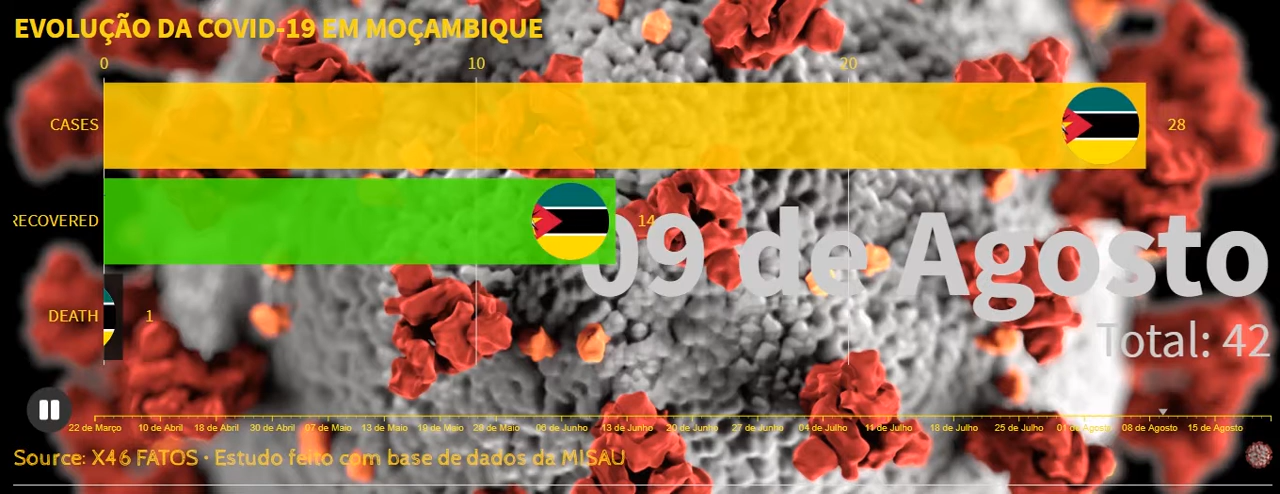 EVOLUÇÃO DA COVID-19 EM MOÇAMBIQUE
0 10 20
CASES 28
RECOVERED 14
09 de Agosto
DEATH 1
Total: 42
22 de Março 10 de Abril 18 de Abril 30 de Abril 07 de Maio 13 de Maio 19 de Maio 28 de Maio 06 de Junho 13 de Junho 20 de Junho 27 de Junho 04 de Julho 11 de Julho 18 de Julho 25 de Julho 01 de Agosto 08 de Agosto 15 de Agosto
Source: X46 FATOS · Estudo feito com base de dados da MISAU